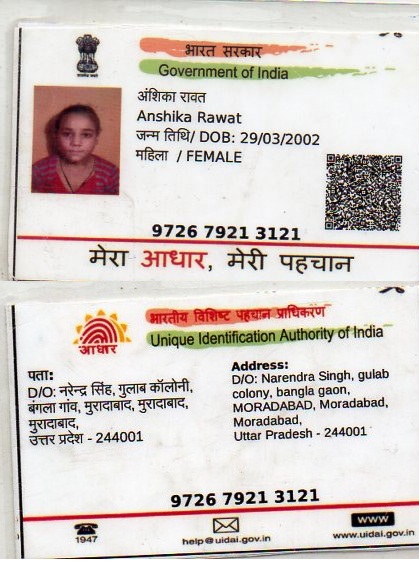 भारत सरकार
Government of India
अंशिका रावत
Anshika Rawat
जन्म तिथि/ DOB: 29/03/2002
महिला / FEMALE
9726 7921 3121
मेरा आधार, मेरी पहचान
भारतीय विशिष्ट पहचान प्राधिकरण
Unique Identification Authority of India
आधार
पता:
D/O: नरेन्द्र सिंह, गुलाब कॉलोनी,
बंगला गांव, मुरादाबाद, मुरादाबाद,
मुरादाबाद,
उत्तर प्रदेश - 244001
Address:
D/O: Narendra Singh, gulab
colony, bangla gaon,
MORADABAD, Moradabad,
Moradabad,
Uttar Pradesh - 244001
9726 7921 3121
1947
help@uidai.gov.in
www
www.uidai.gov.in